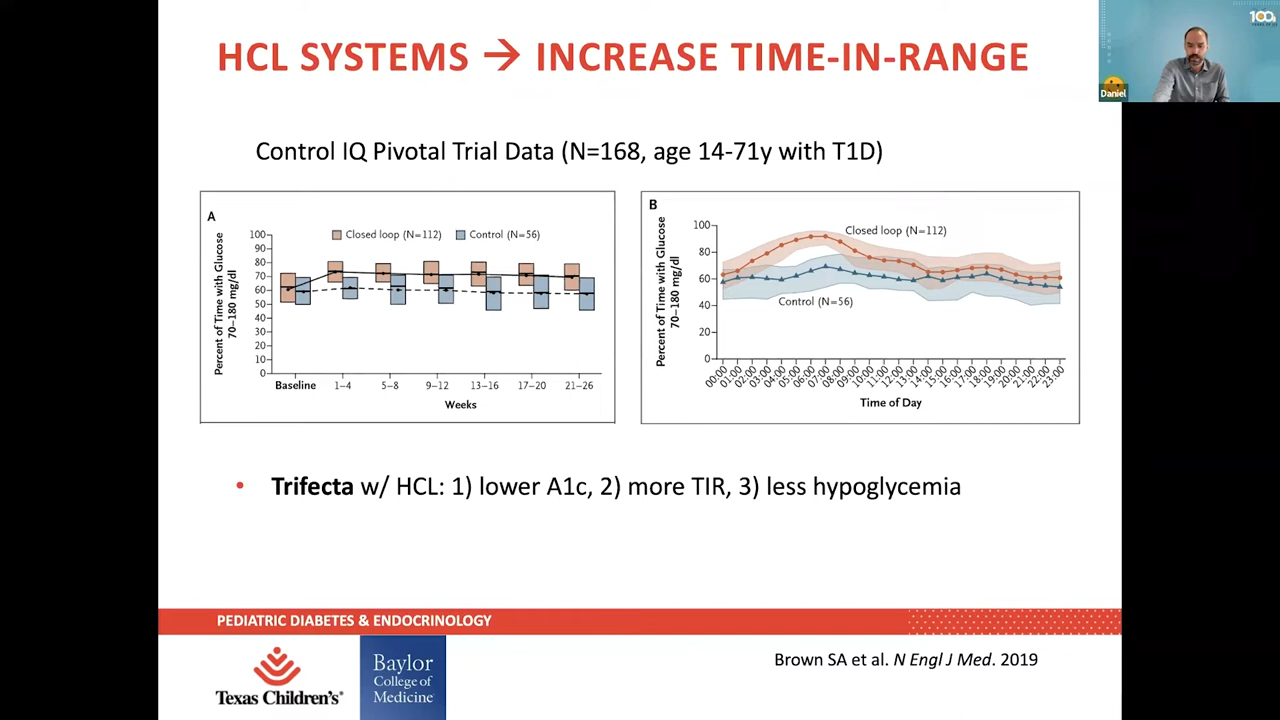 HCL SYSTEMS → INCREASE TIME-IN-RANGE
100
YEARS OF US
Daniel
Control IQ Pivotal Trial Data (N=168, age 14-71y with T1D)
A
Closed loop (N=112)
Control (N=56)
Percent of Time with Glucose
70–180 mg/dl
100
90
80
70
60
50
40
30
20
10
0
Baseline 1–4 5–8 9–12 13–16 17–20 21–26
Weeks
B
Closed loop (N=112)
Control (N=56)
Percent of Time with Glucose
70–180 mg/dl
100
80
60
40
20
0
00:00 01:00 02:00 03:00 04:00 05:00 06:00 07:00 08:00 09:00 10:00 11:00 12:00 13:00 14:00 15:00 16:00 17:00 18:00 19:00 20:00 21:00 22:00 23:00
Time of Day
• Trifecta w/ HCL: 1) lower A1c, 2) more TIR, 3) less hypoglycemia
PEDIATRIC DIABETES & ENDOCRINOLOGY
Texas Children's®
Baylor
College of
Medicine
Brown SA et al. N Engl J Med. 2019